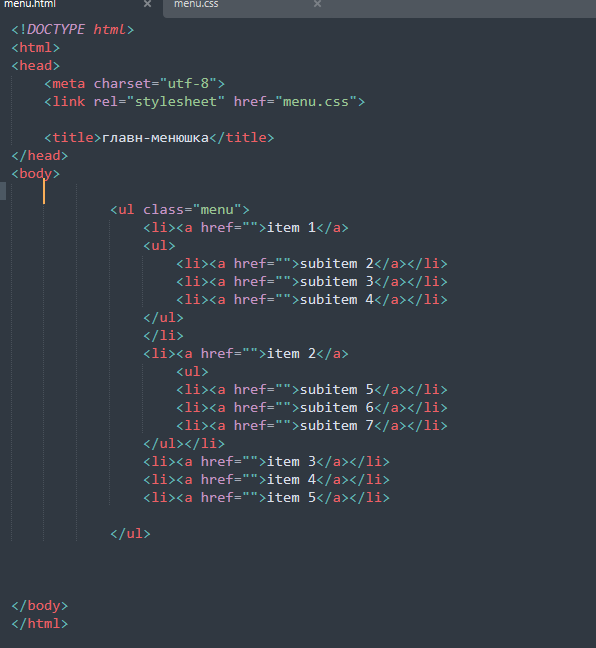 menu.html × menu.css ×
<!DOCTYPE html>
<html>
<head>
<meta charset="utf-8">
<link rel="stylesheet" href="menu.css">
<title>главн-менюшка</title>
</head>
<body>
<ul class="menu">
<li><a href="">item 1</a>
<ul>
<li><a href="">subitem 2</a></li>
<li><a href="">subitem 3</a></li>
<li><a href="">subitem 4</a></li>
</ul>
</li>
<li><a href="">item 2</a>
<ul>
<li><a href="">subitem 5</a></li>
<li><a href="">subitem 6</a></li>
<li><a href="">subitem 7</a></li>
</ul></li>
<li><a href="">item 3</a></li>
<li><a href="">item 4</a></li>
<li><a href="">item 5</a></li>
</ul>
</body>
</html>